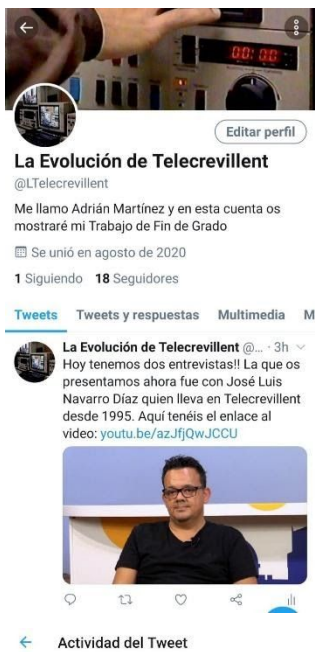 00:00
Editar perfil
La Evolución de Telecrevillent
@LTelecrevillent
Me llamo Adrián Martínez y en esta cuenta os
mostraré mi Trabajo de Fin de Grado
Se unió en agosto de 2020
1 Siguiendo 18 Seguidores
Tweets Tweets y respuestas Multimedia M
La Evolución de Telecrevillent @... · 3h
Hoy tenemos dos entrevistas!! La que os
presentamos ahora fue con José Luis
Navarro Díaz quien lleva en Telecrevillent
desde 1995. Aquí tenéis el enlace al
video: youtu.be/azJfjQwJCCU
Actividad del Tweet